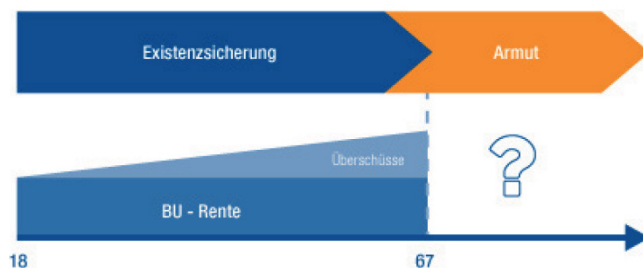 Existenzsicherung
Armut
Überschüsse
?
BU - Rente
18
67